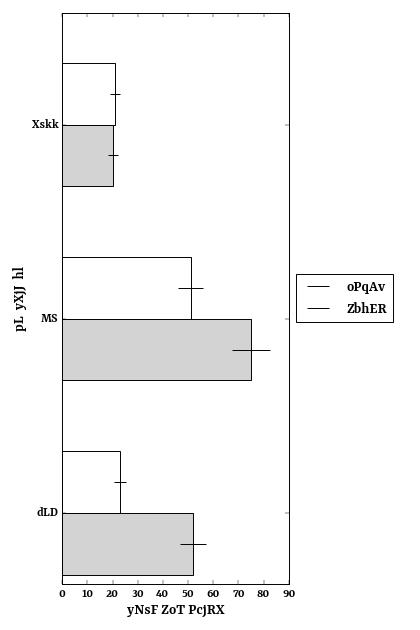 pL yXjJ hl
Xskk
MS
dLD
0 10 20 30 40 50 60 70 80 90
yNsF ZoT PcjRX
oPqAv
ZbhER